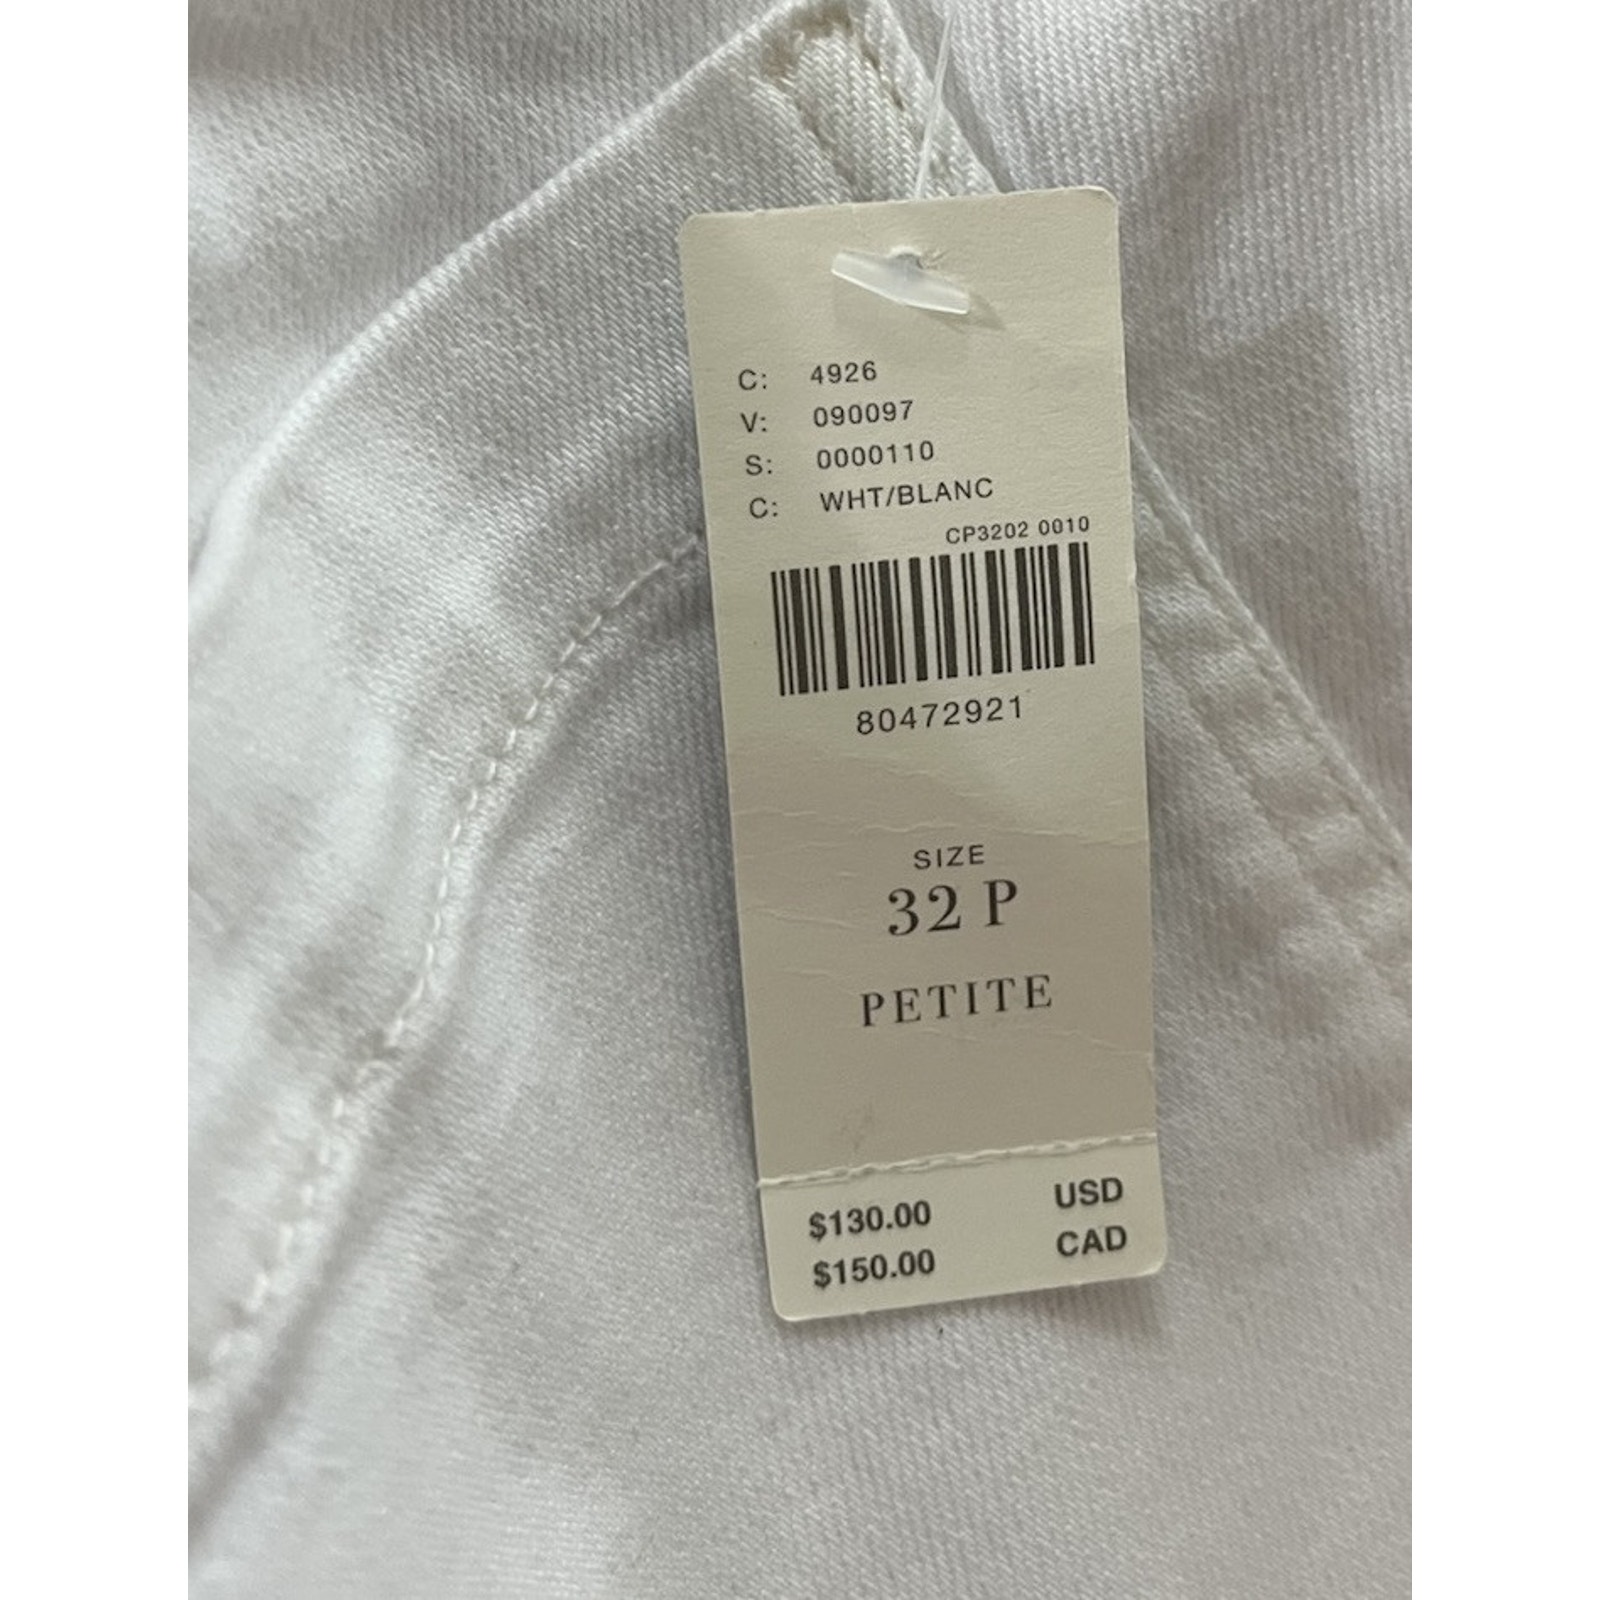 C: 4926
V: 090097
S: 0000110
C: WHT/BLANC
CP3202 0010
80472921
SIZE
32 P
PETITE
$130.00 USD
$150.00 CAD